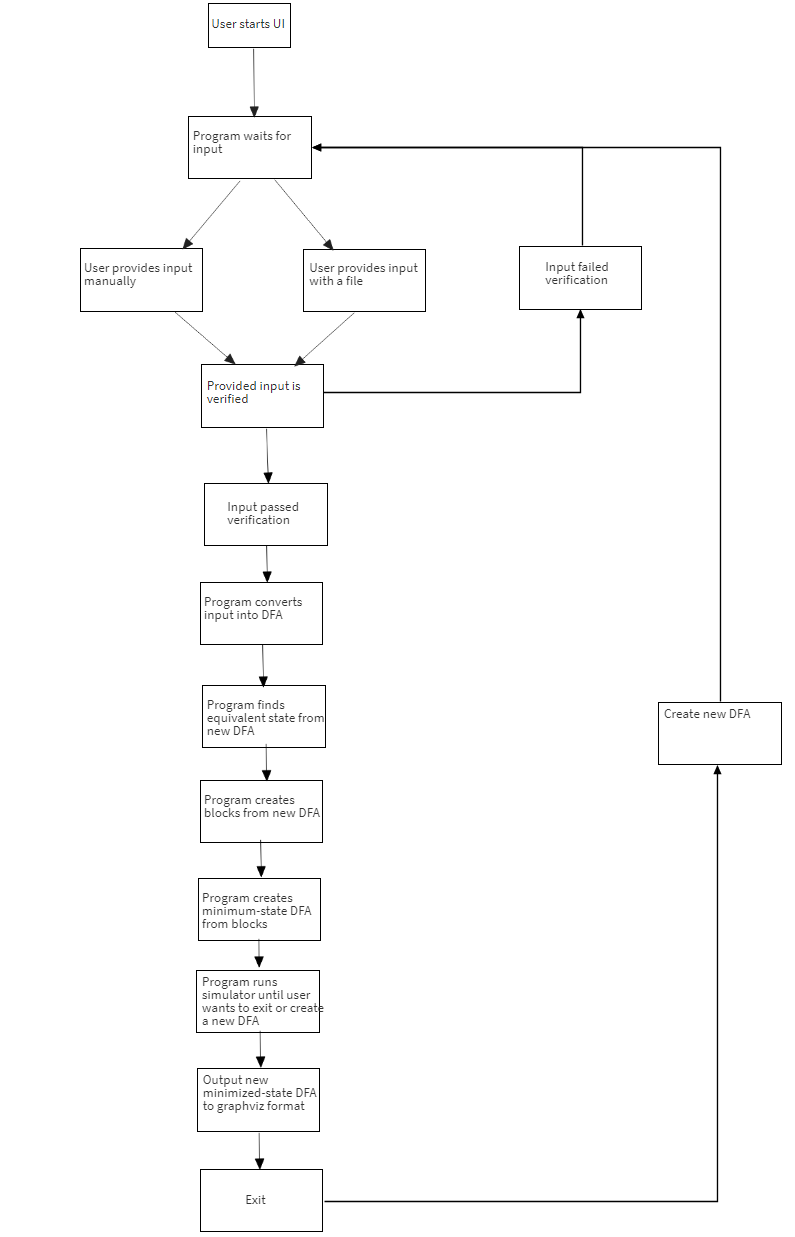 User starts UI
Program waits for
input
User provides input
manually
User provides input
with a file
Input failed
verification
Provided input is
verified
Input passed
verification
Program converts
input into DFA
Program finds
equivalent state from
new DFA
Create new DFA
Program creates
blocks from new DFA
Program creates
minimum-state DFA
from blocks
Program runs
simulator until user
wants to exit or create
a new DFA
Output new
minimized-state DFA
to graphviz format
Exit